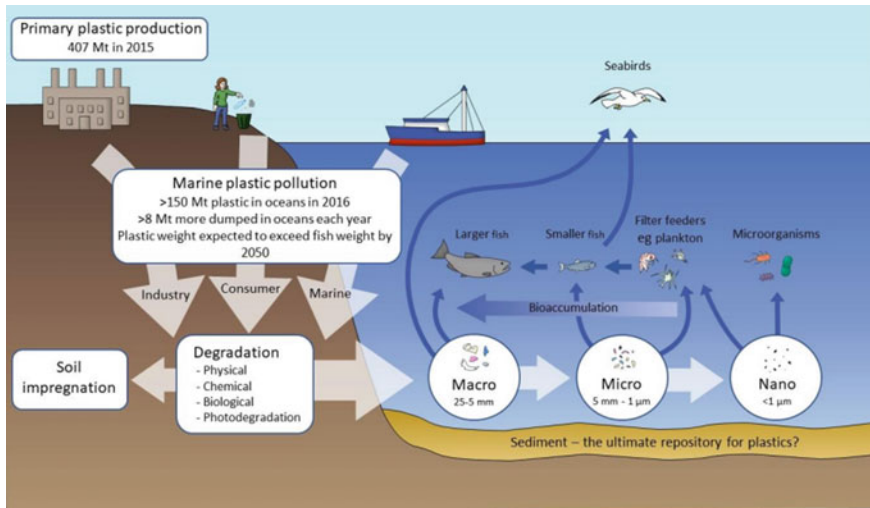 Primary plastic production
407 Mt in 2015
Seabirds
Marine plastic pollution
>150 Mt plastic in oceans in 2016
>8 Mt more dumped in oceans each year
Plastic weight expected to exceed fish weight by
2050
Larger fish
Smaller fish
Filter feeders
eg plankton
Microorganisms
Industry
Consumer
Marine
Bioaccumulation
Soil
impregnation
Degradation
- Physical
- Chemical
- Biological
- Photodegradation
Macro
25-5 mm
Micro
5 mm - 1 µm
Nano
<1 µm
Sediment – the ultimate repository for plastics?